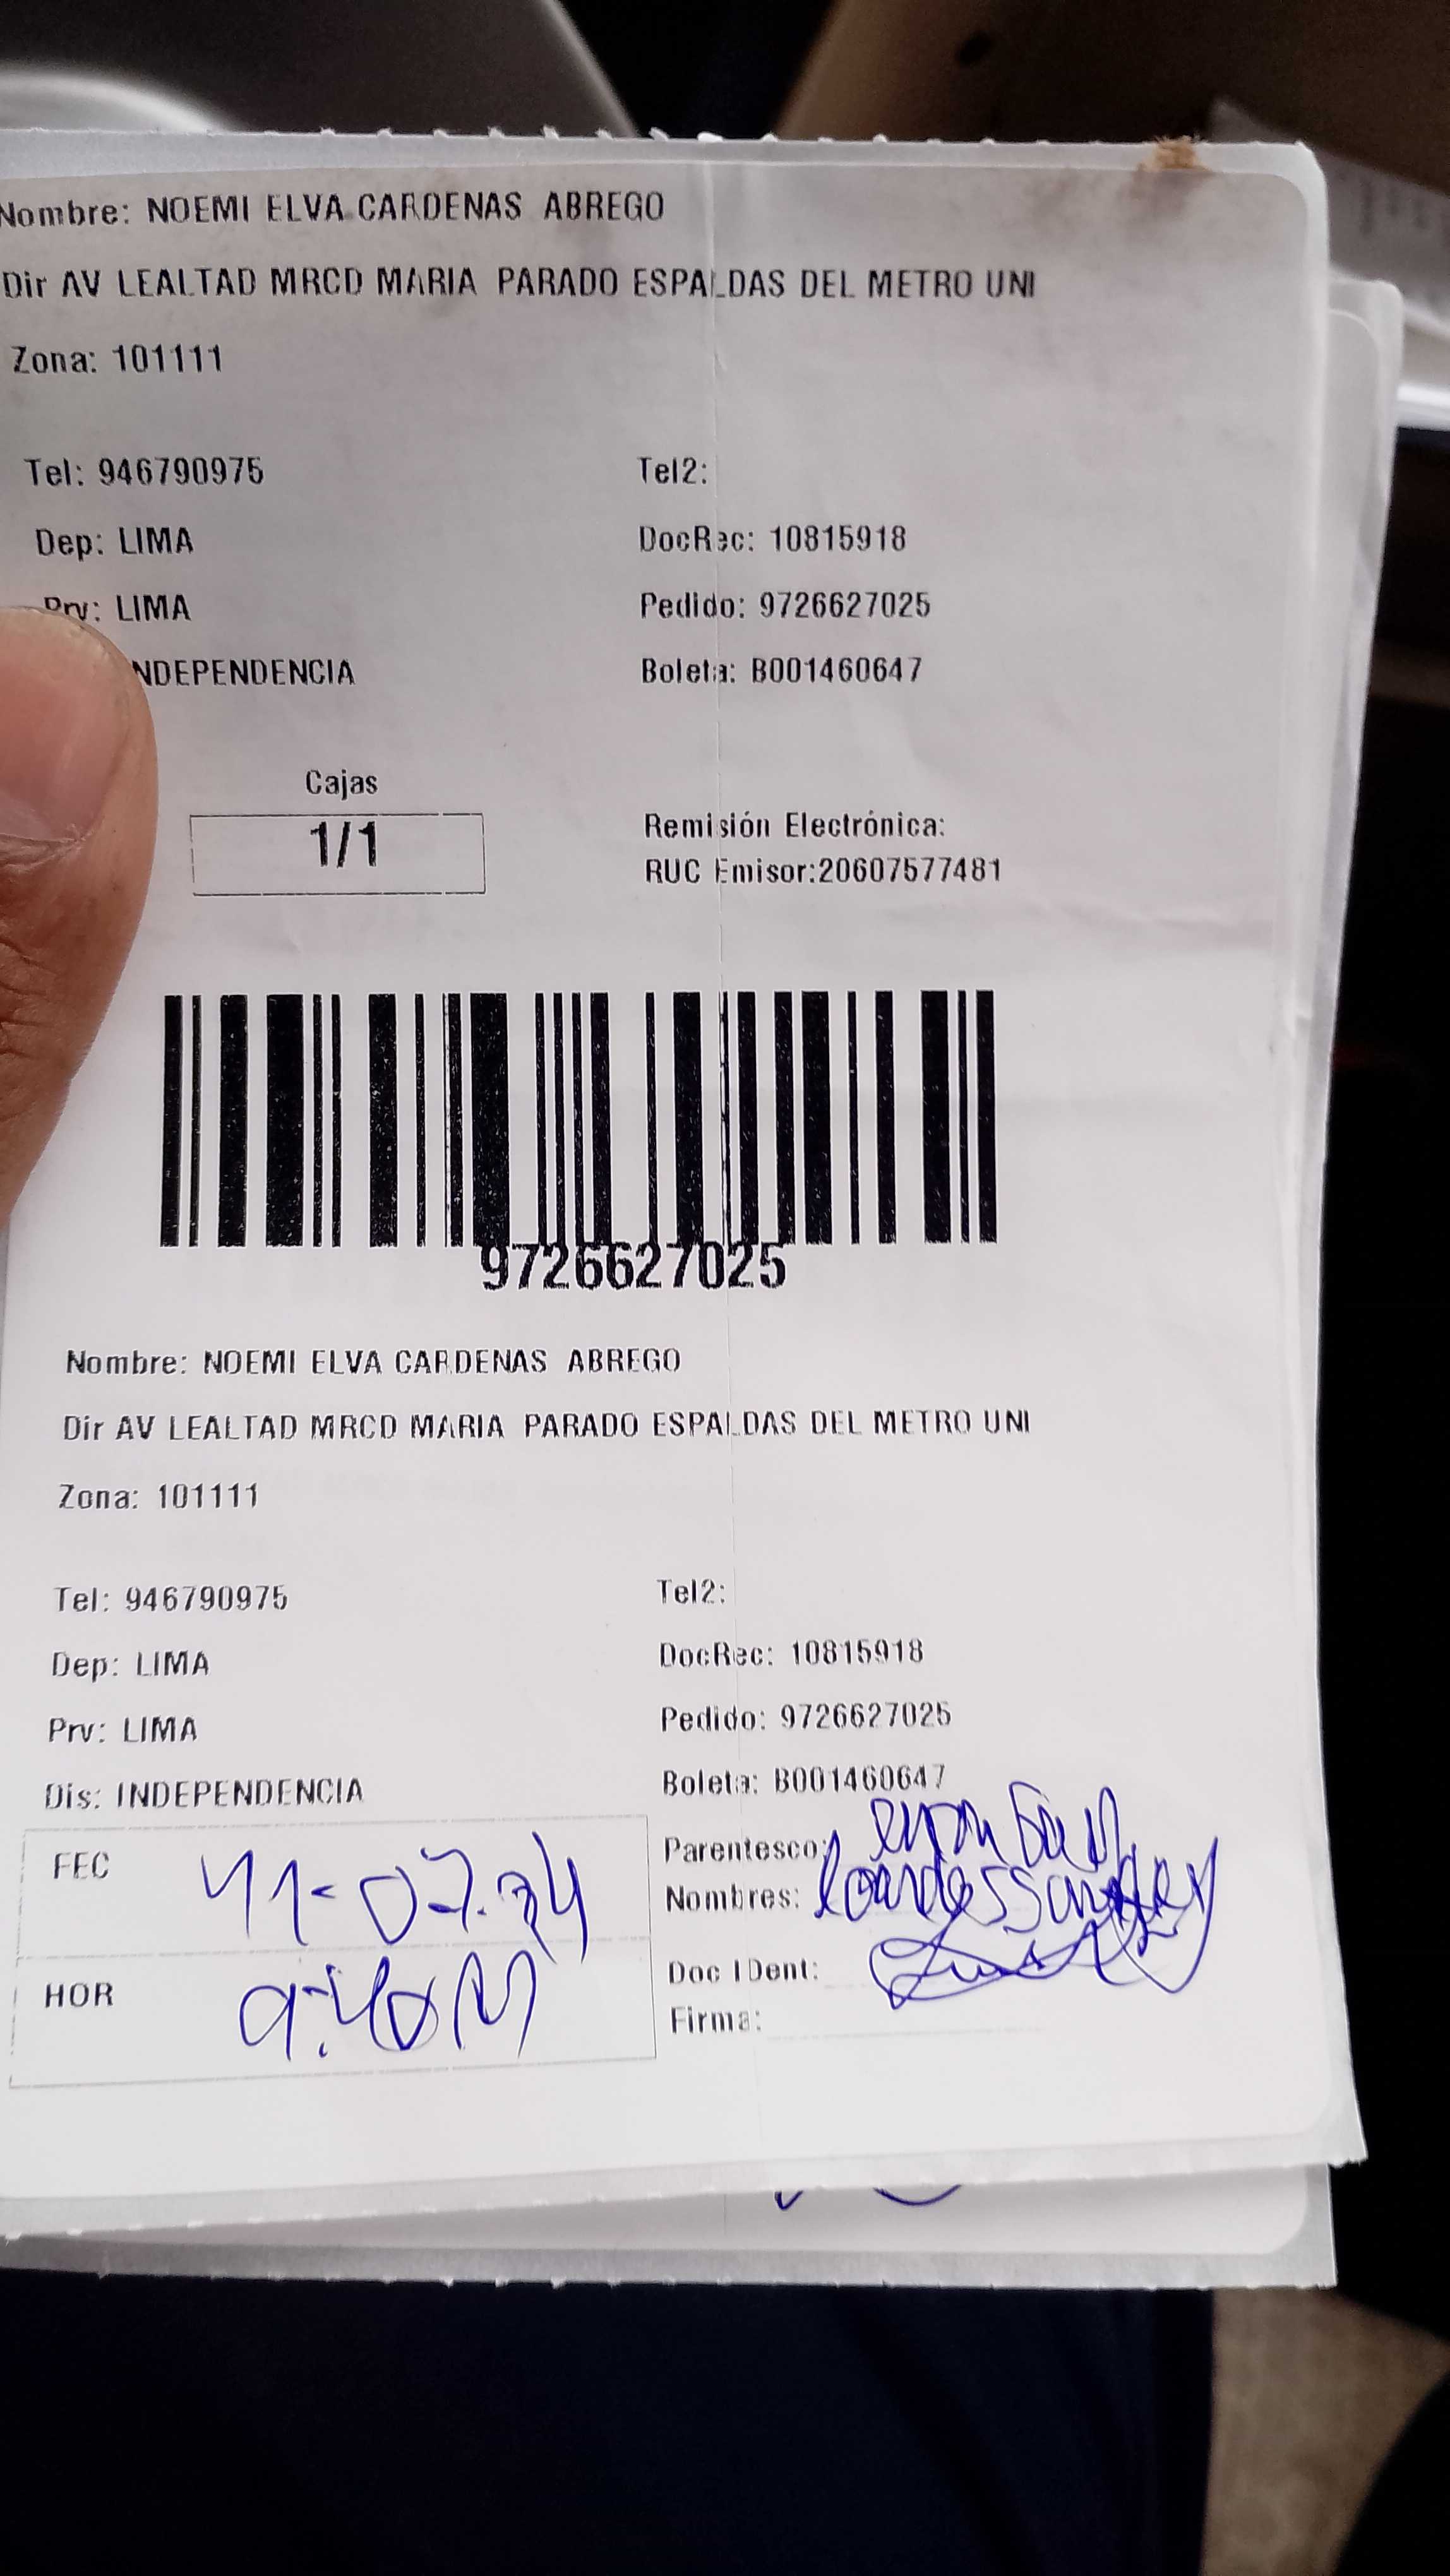 Nombre: NOEMI ELVA CARDENAS ABREGO
Dir AV LEALTAD MRCD MARIA PARADO ESPALDAS DEL METRO UNI
Zona: 101111
Tel: 946790975 Tel2:
Dep: LIMA DocRec: 10815918
Prv: LIMA Pedido: 9726627025
NDEPENDENCIA Boleta: B001460647
Cajas
1/1
Remisión Electrónica:
RUC Emisor:20607577481
9726627025
Nombre: NOEMI ELVA CARDENAS ABREGO
Dir AV LEALTAD MRCD MARIA PARADO ESPALDAS DEL METRO UNI
Zona: 101111
Tel: 946790975 Tel2:
Dep: LIMA DocRec: 10815918
Prv: LIMA Pedido: 9726627025
Dis: INDEPENDENCIA Boleta: B001460647
FEC 11-07-24 Parentesco:
Nombres:
HOR Doc IDent:
Firma: